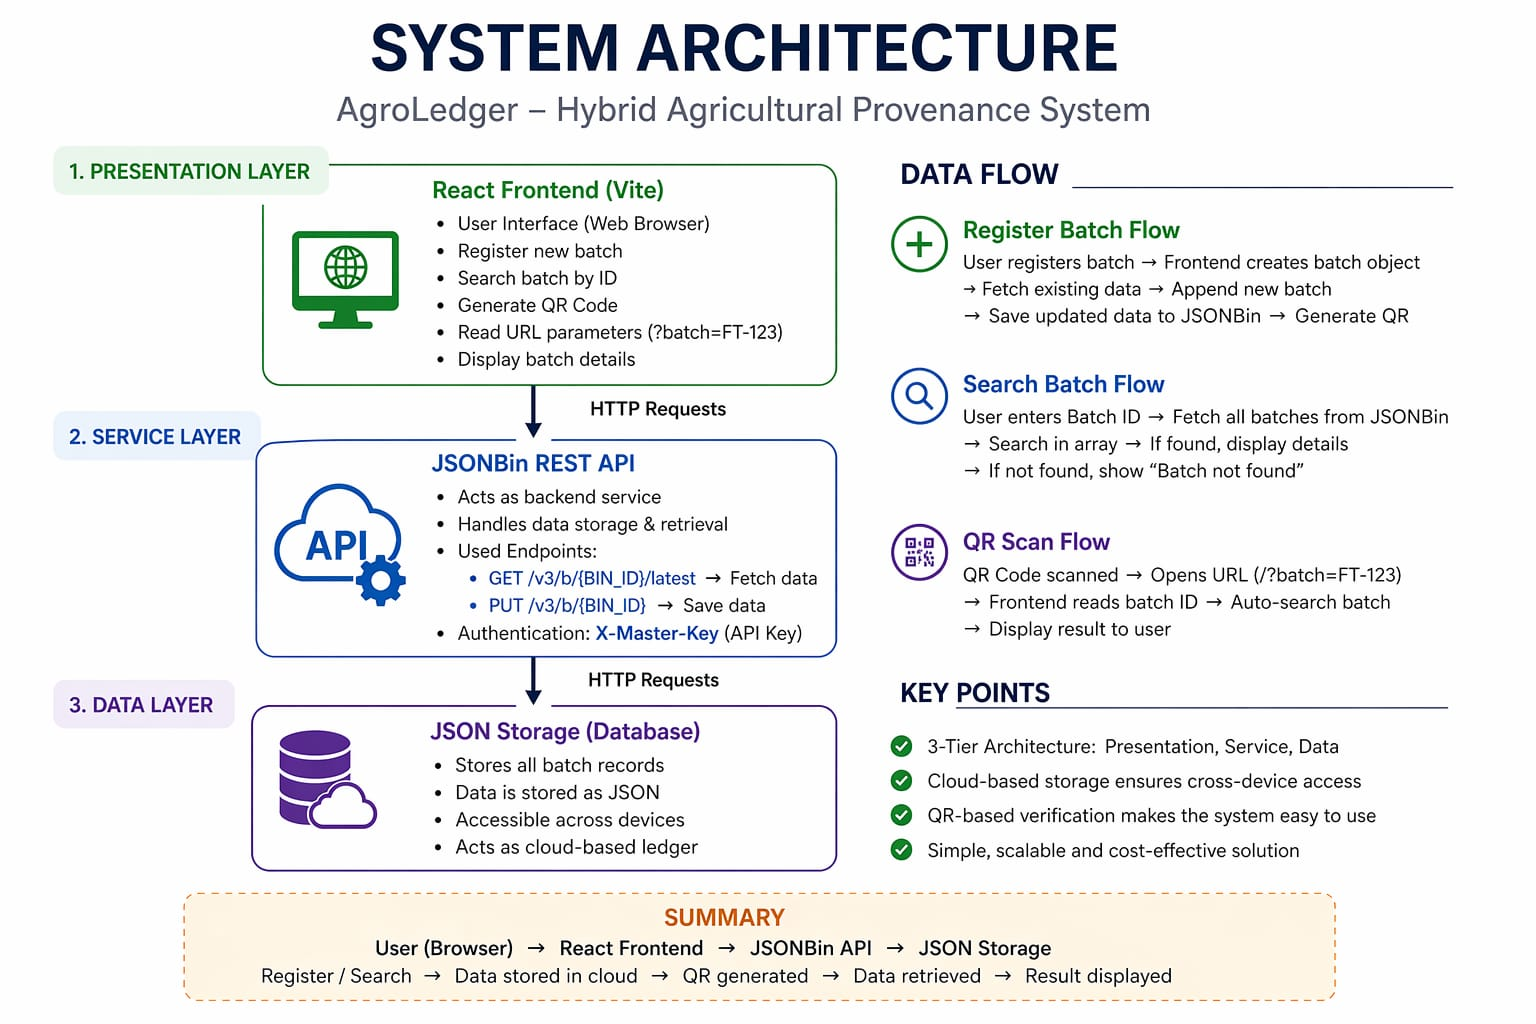 SYSTEM ARCHITECTURE
AgroLedger – Hybrid Agricultural Provenance System
1. PRESENTATION LAYER
React Frontend (Vite)
• User Interface (Web Browser)
• Register new batch
• Search batch by ID
• Generate QR Code
• Read URL parameters (?batch=FT-123)
• Display batch details
HTTP Requests
2. SERVICE LAYER
JSONBin REST API
API
• Acts as backend service
• Handles data storage & retrieval
• Used Endpoints:
• GET /v3/b/{BIN_ID}/latest → Fetch data
• PUT /v3/b/{BIN_ID} → Save data
• Authentication: X-Master-Key (API Key)
HTTP Requests
3. DATA LAYER
JSON Storage (Database)
• Stores all batch records
• Data is stored as JSON
• Accessible across devices
• Acts as cloud-based ledger
DATA FLOW
Register Batch Flow
User registers batch → Frontend creates batch object
→ Fetch existing data → Append new batch
→ Save updated data to JSONBin → Generate QR
Search Batch Flow
User enters Batch ID → Fetch all batches from JSONBin
→ Search in array → If found, display details
→ If not found, show “Batch not found”
QR Scan Flow
QR Code scanned → Opens URL (/?batch=FT-123)
→ Frontend reads batch ID → Auto-search batch
→ Display result to user
KEY POINTS
3-Tier Architecture: Presentation, Service, Data
Cloud-based storage ensures cross-device access
QR-based verification makes the system easy to use
Simple, scalable and cost-effective solution
SUMMARY
User (Browser) → React Frontend → JSONBin API → JSON Storage
Register / Search → Data stored in cloud → QR generated → Data retrieved → Result displayed